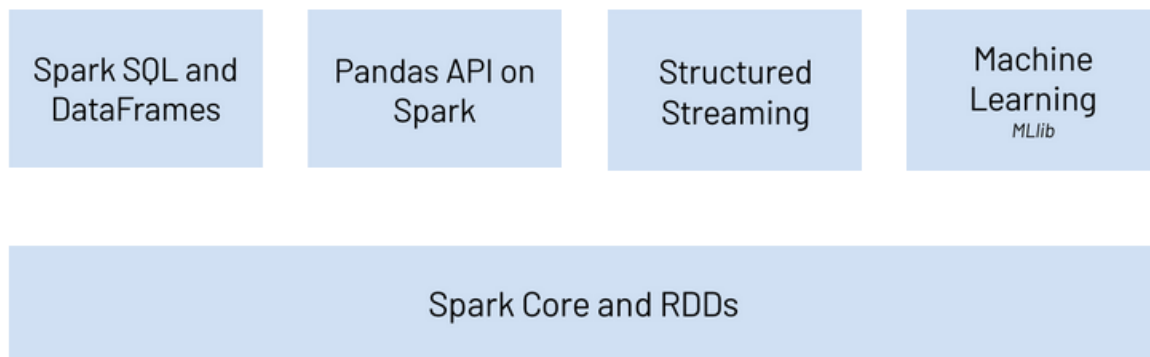 Spark SQL and
DataFrames
Pandas API on
Spark
Structured
Streaming
Machine
Learning
MLlib
Spark Core and RDDs